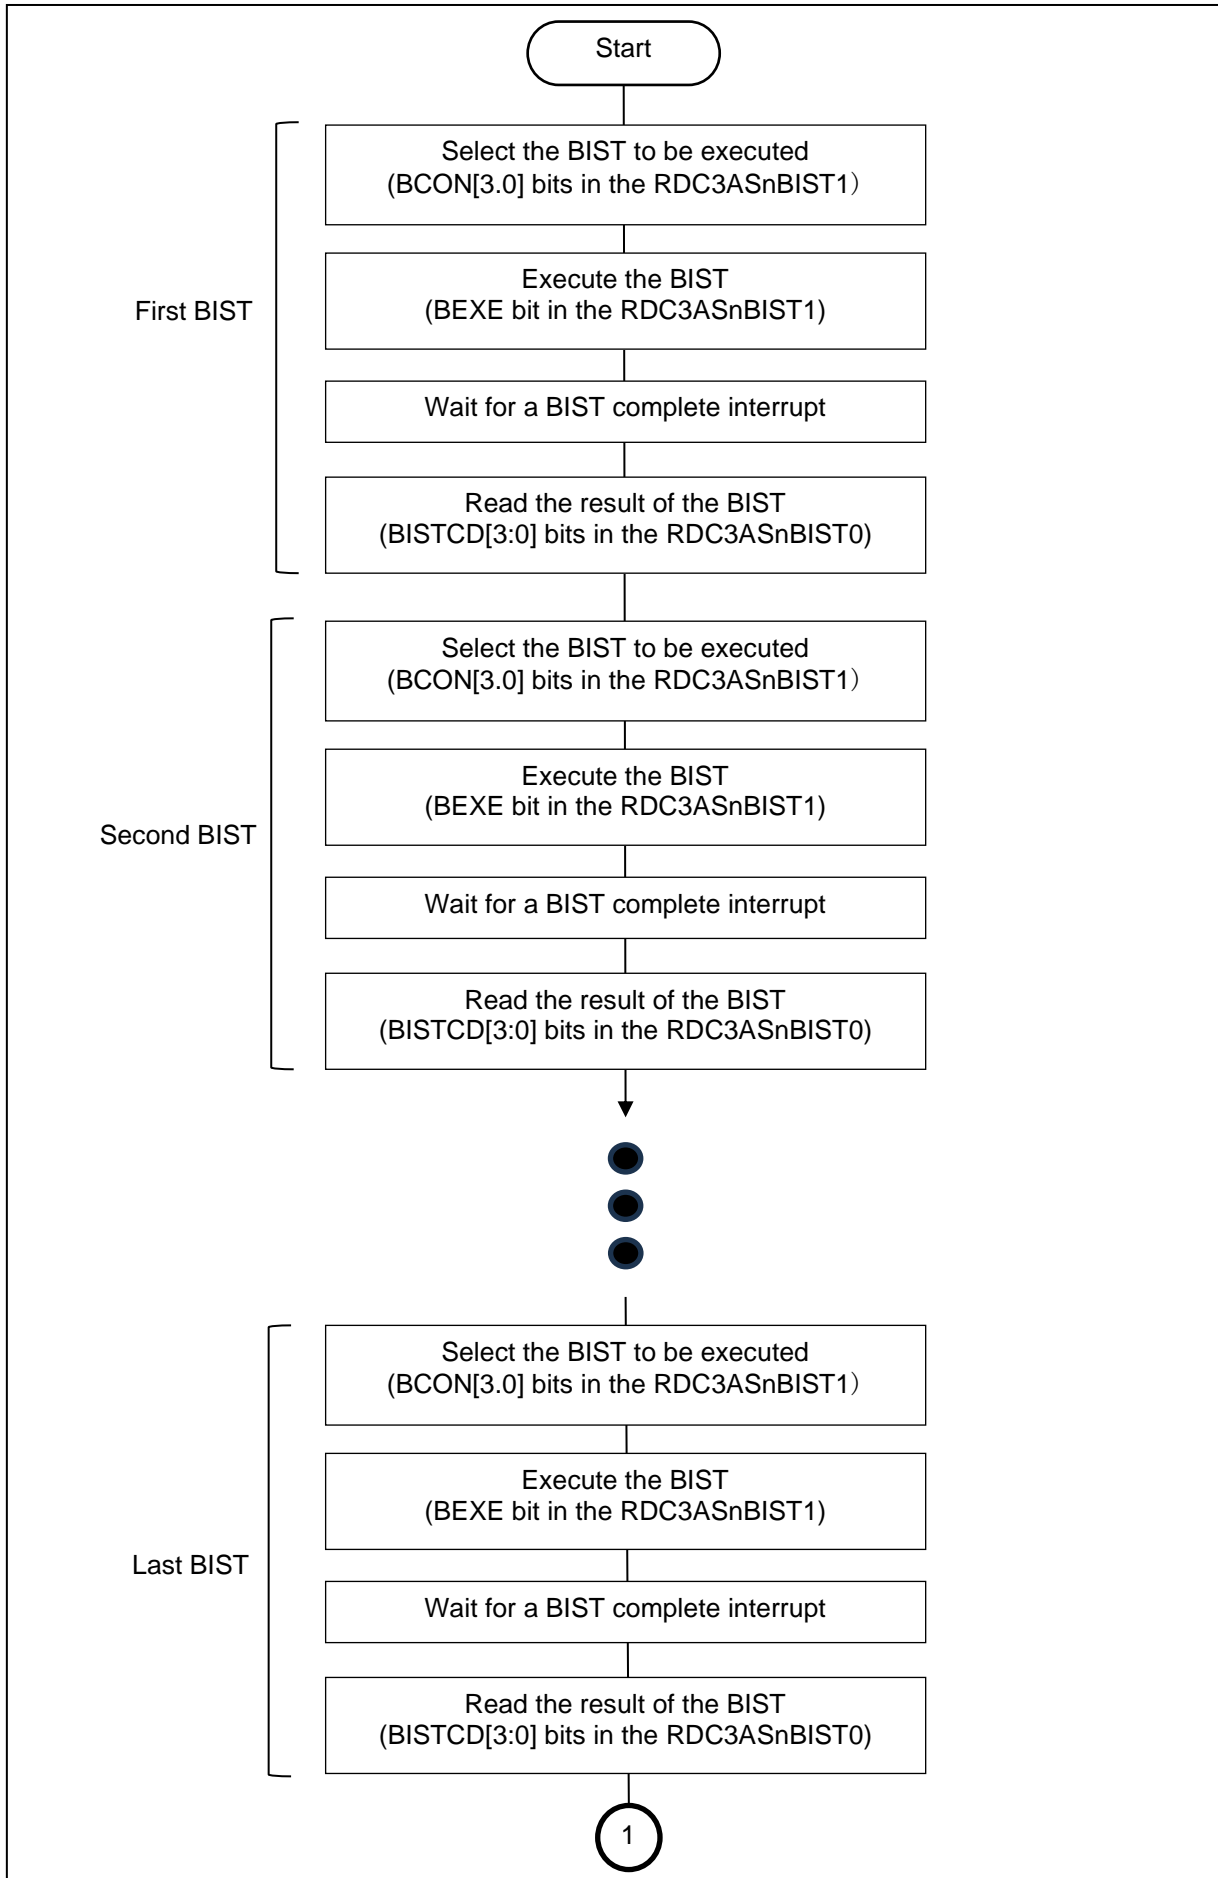 Start
Select the BIST to be executed
(BCON[3.0] bits in the RDC3ASnBIST1）
Execute the BIST
(BEXE bit in the RDC3ASnBIST1)
First BIST
Wait for a BIST complete interrupt
Read the result of the BIST
(BISTCD[3:0] bits in the RDC3ASnBIST0)
Select the BIST to be executed
(BCON[3.0] bits in the RDC3ASnBIST1）
Execute the BIST
(BEXE bit in the RDC3ASnBIST1)
Second BIST
Wait for a BIST complete interrupt
Read the result of the BIST
(BISTCD[3:0] bits in the RDC3ASnBIST0)
Select the BIST to be executed
(BCON[3.0] bits in the RDC3ASnBIST1）
Execute the BIST
(BEXE bit in the RDC3ASnBIST1)
Last BIST
Wait for a BIST complete interrupt
Read the result of the BIST
(BISTCD[3:0] bits in the RDC3ASnBIST0)
1